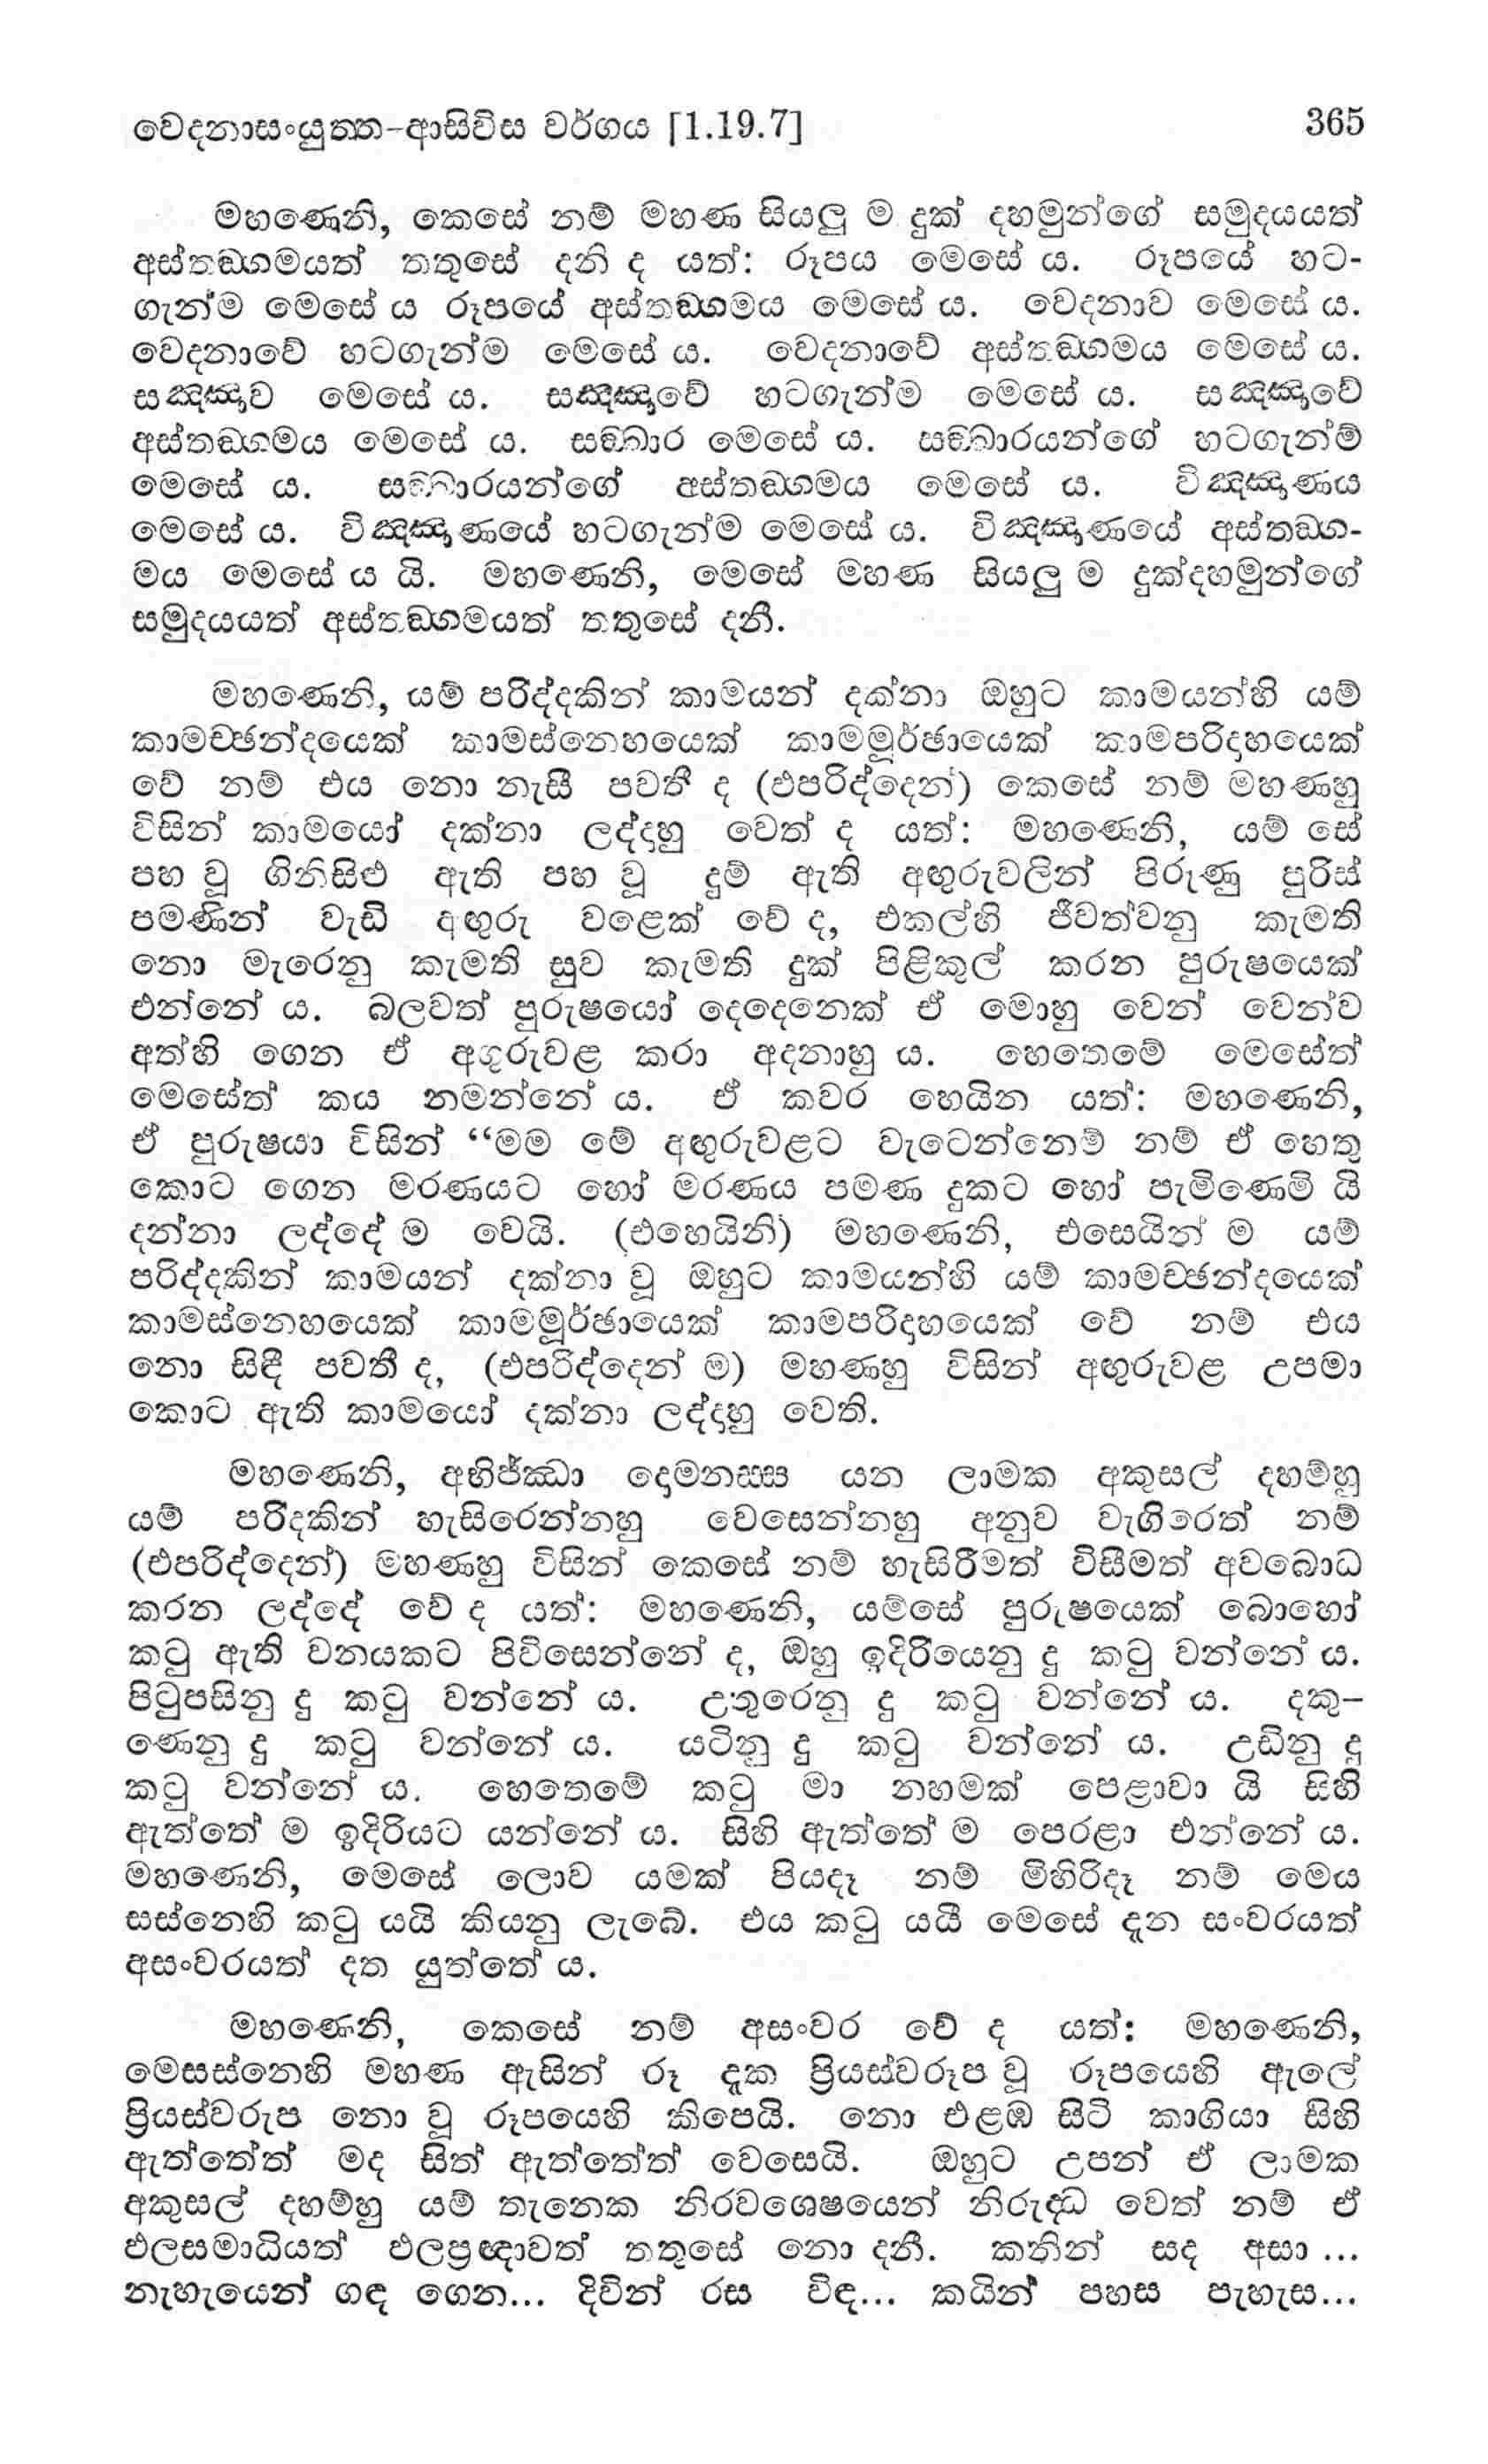 වෙදනාසංයුත්ත-ආසිවිස වර්ගය [1.19.7] 365
මහණෙනි, කෙසේ නම් මහණ සියලු ම දුක් දහමුන්ගේ සමුදයයත්
අස්තඞ්ගමයත් තතුසේ දනි ද යත්: රූපය මෙසේ ය. රූපයේ හට-
ගැන්ම මෙසේ ය රූපයේ අස්තඞ්ගමය මෙසේ ය. වෙදනාව මෙසේ ය.
වෙදනාවේ හටගැන්ම මෙසේ ය. වෙදනාවේ අස්තඞ්ගමය මෙසේ ය.
සඤ්ඤාව මෙසේ ය. සඤ්ඤාවේ හටගැන්ම මෙසේ ය. සඤ්ඤාවේ
අස්තඞ්ගමය මෙසේ ය. සඞ්ඛාර මෙසේ ය. සඞ්ඛාරයන්ගේ හටගැන්ම්
මෙසේ ය. සඞ්ඛාරයන්ගේ අස්තඞ්ගමය මෙසේ ය. විඤ්ඤාණය
මෙසේ ය. විඤ්ඤාණයේ හටගැන්ම මෙසේ ය. විඤ්ඤාණයේ අස්තඞ්ග-
මය මෙසේ ය යි. මහණෙනි, මෙසේ මහණ සියලු ම දුක්දහමුන්ගේ
සමුදයයත් අස්තඞ්ගමයත් තතුසේ දනී.
මහණෙනි, යම් පරිද්දකින් කාමයන් දක්නා ඔහුට කාමයන්හි යම්
කාමච්ඡන්දයෙක් කාමස්නෙහයෙක් කාමමූර්ඡායෙක් කාමපරිදාහයෙක්
වේ නම් එය නො නැසී පවතී ද (එපරිද්දෙන්) කෙසේ නම් මහණහු
විසින් කාමයෝ දක්නා ලද්දාහු වෙත් ද යත්: මහණෙනි, යම් සේ
පහ වූ ගිනිසිළු ඇති පහ වූ දුම් ඇති අඟුරුවලින් පිරුණු පුරිස්
පමණින් වැඩි අඟුරු වළෙක් වේ ද, එකල්හි ජීවත්වනු කැමති
නො මැරෙනු කැමති සුව කැමති දුක් පිළිකුල් කරන පුරුෂයෙක්
එන්නේ ය. බලවත් පුරුෂයෝ දෙදෙනෙක් ඒ මොහු වෙන් වෙන්ව
අත්හි ගෙන ඒ අගුරුවළ කරා අදනාහු ය. හෙතෙමේ මෙසේත්
මෙසේත් කය නමන්නේ ය. ඒ කවර හෙයින යත්: මහණෙනි,
ඒ පුරුෂයා විසින් “මම මේ අඟුරුවළට වැටෙන්නෙම් නම් ඒ හෙතු
කොට ගෙන මරණයට හෝ මරණය පමණ දුකට හෝ පැමිණෙමි යි
දන්නා ලද්දේ ම වෙයි. (එහෙයිනි) මහණෙනි, එසෙයින් ම යම්
පරිද්දකින් කාමයන් දක්නා වූ ඔහුට කාමයන්හි යම් කාමච්ඡන්දයෙක්
කාමස්නෙහයෙක් කාමමූර්ඡායෙක් කාමපරිදාහයෙක් වේ නම් එය
නො සිඳී පවතී ද, (එපරිද්දෙන් ම) මහණහු විසින් අඟුරුවළ උපමා
කොට ඇති කාමයෝ දක්නා ලද්දාහු වෙති.
මහණෙනි, අභිජ්ඣා දොමනස්ස යන ලාමක අකුසල් දහම්හු
යම් පරිදකින් හැසිරෙන්නහු වෙසෙන්නහු අනුව වැගිරෙත් නම්
(එපරිද්දෙන්) මහණහු විසින් කෙසේ නම් හැසිරීමත් විසීමත් අවබොධ
කරන ලද්දේ වේ ද යත්: මහණෙනි, යම්සේ පුරුෂයෙක් බොහෝ
කටු ඇති වනයකට පිවිසෙන්නේ ද, ඔහු ඉදිරියෙනු දු කටු වන්නේ ය.
පිටුපසිනු දු කටු වන්නේ ය. උතුරෙනු දු කටු වන්නේ ය. දකු-
ණෙනු දු කටු වන්නේ ය. යටිනු දු කටු වන්නේ ය. උඩිනු දු
කටු වන්නේ ය. හෙතෙමේ කටු මා නහමක් පෙළාවා යි සිහි
ඇත්තේ ම ඉදිරියට යන්නේ ය. සිහි ඇත්තේ ම පෙරළා එන්නේ ය.
මහණෙනි, මෙසේ ලොව යමක් පියදෑ නම් මිහිරිදෑ නම් මෙය
සස්නෙහි කටු යයි කියනු ලැබේ. එය කටු යයි මෙසේ දැන සංවරයත්
අසංවරයත් දත යුත්තේ ය.
මහණෙනි, කෙසේ නම් අසංවර වේ ද යත්: මහණෙනි,
මෙසස්නෙහි මහණ ඇසින් රූ දැක ප්‍රියස්වරූප වූ රූපයෙහි ඇලේ
ප්‍රියස්වරූප නො වූ රූපයෙහි කිපෙයි. නො එළඹ සිටි කාගියා සිහි
ඇත්තේත් මද සිත් ඇත්තේත් වෙසෙයි. ඔහුට උපන් ඒ ලාමක
අකුසල් දහම්හු යම් තැනෙක නිරවශෙෂයෙන් නිරුද්ධ වෙත් නම් ඒ
ඵලසමාධියත් ඵලප්‍රඥාවත් තතුසේ නො දනී. කනින් සද අසා ...
නැහැයෙන් ගඳ ගෙන... දිවින් රස විඳ... කයින් පහස පැහැස...